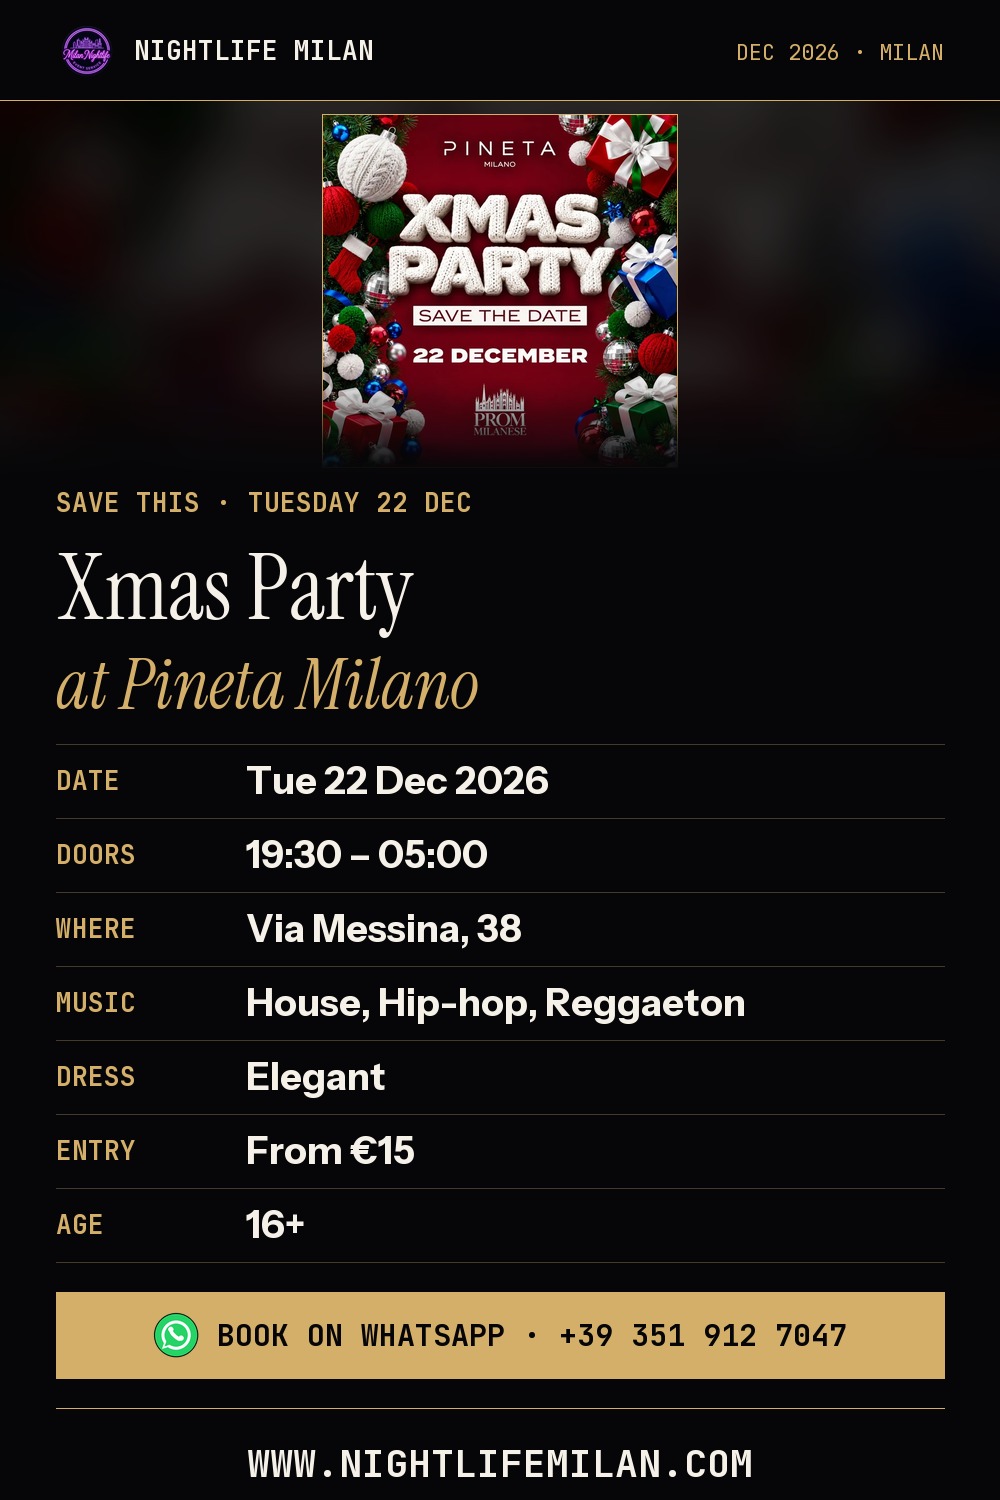 Milan Nightlife
NIGHTLIFE MILAN
DEC 2026 · MILAN
PINETA
MILANO
XMAS
PARTY
SAVE THE DATE
22 DECEMBER
PROM
MILANESE
SAVE THIS · TUESDAY 22 DEC
Xmas Party
at Pineta Milano
DATE Tue 22 Dec 2026
DOORS 19:30 – 05:00
WHERE Via Messina, 38
MUSIC House, Hip-hop, Reggaeton
DRESS Elegant
ENTRY From €15
AGE 16+
BOOK ON WHATSAPP · +39 351 912 7047
WWW.NIGHTLIFEMILAN.COM